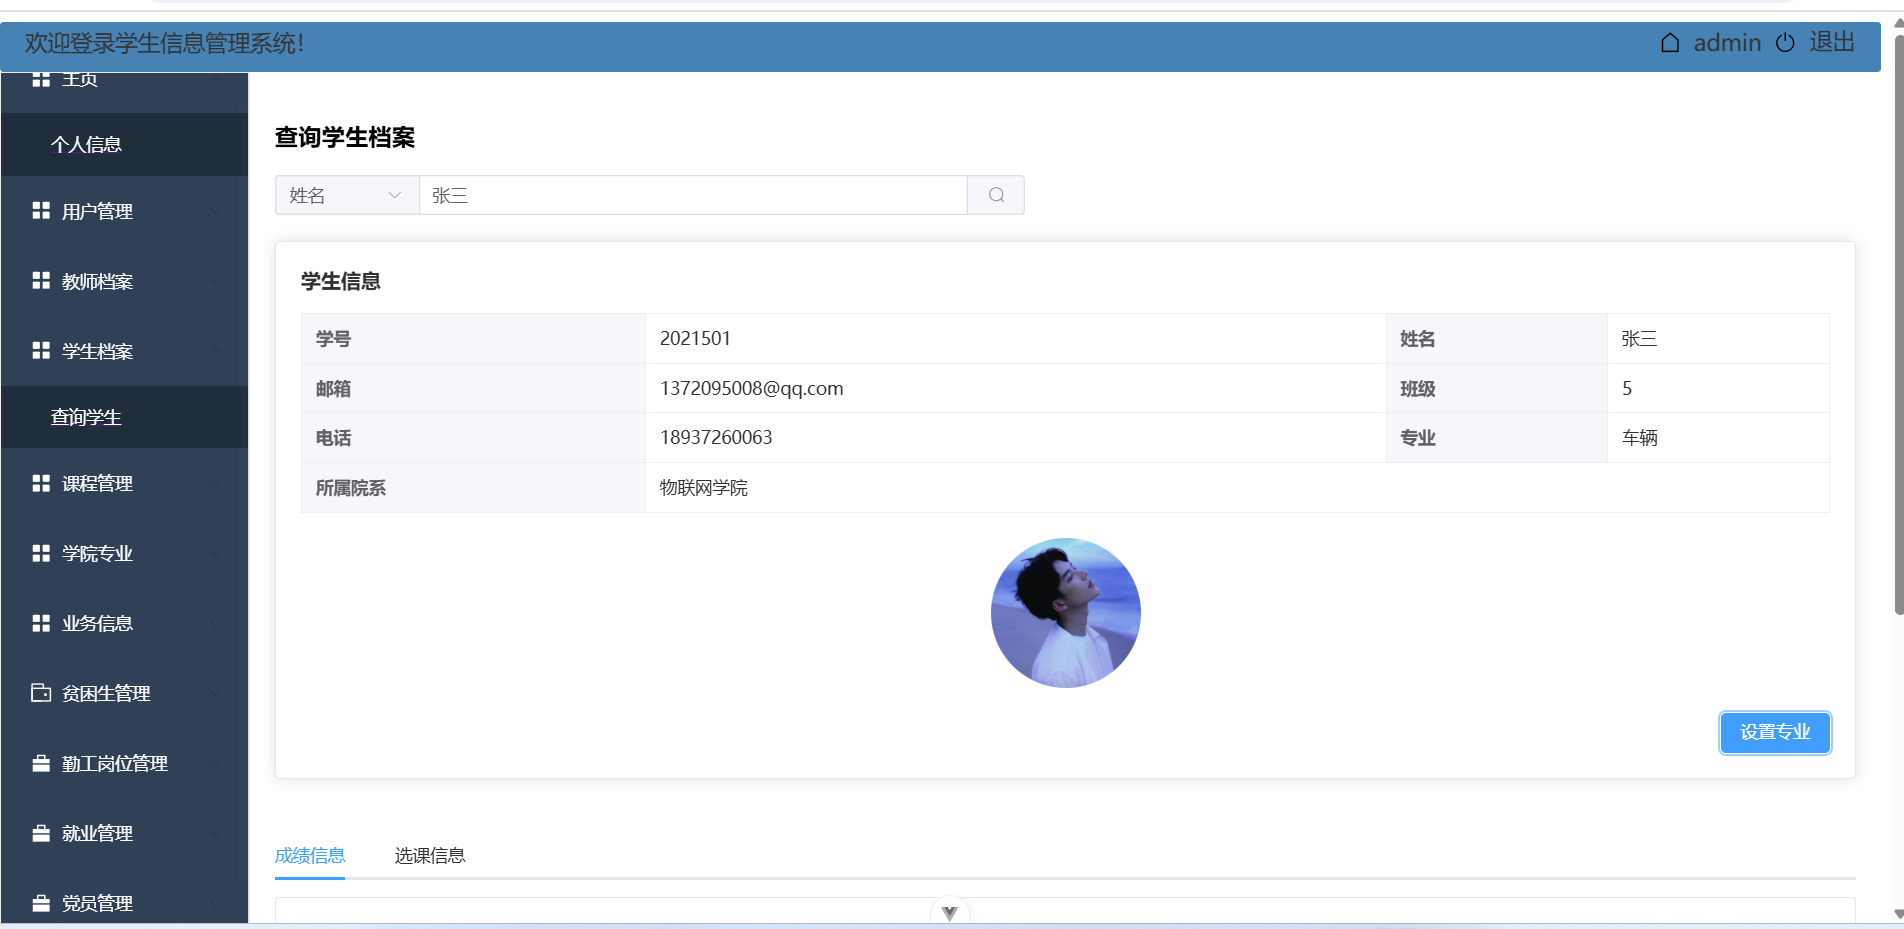 欢迎登录学生信息管理系统!
admin 退出
主页
个人信息
用户管理
教师档案
学生档案
查询学生
课程管理
学院专业
业务信息
贫困生管理
勤工岗位管理
就业管理
党员管理
查询学生档案
姓名 张三
学生信息
学号 2021501 姓名 张三
邮箱 1372095008@qq.com 班级 5
电话 18937260063 专业 车辆
所属院系 物联网学院
设置专业
成绩信息 选课信息